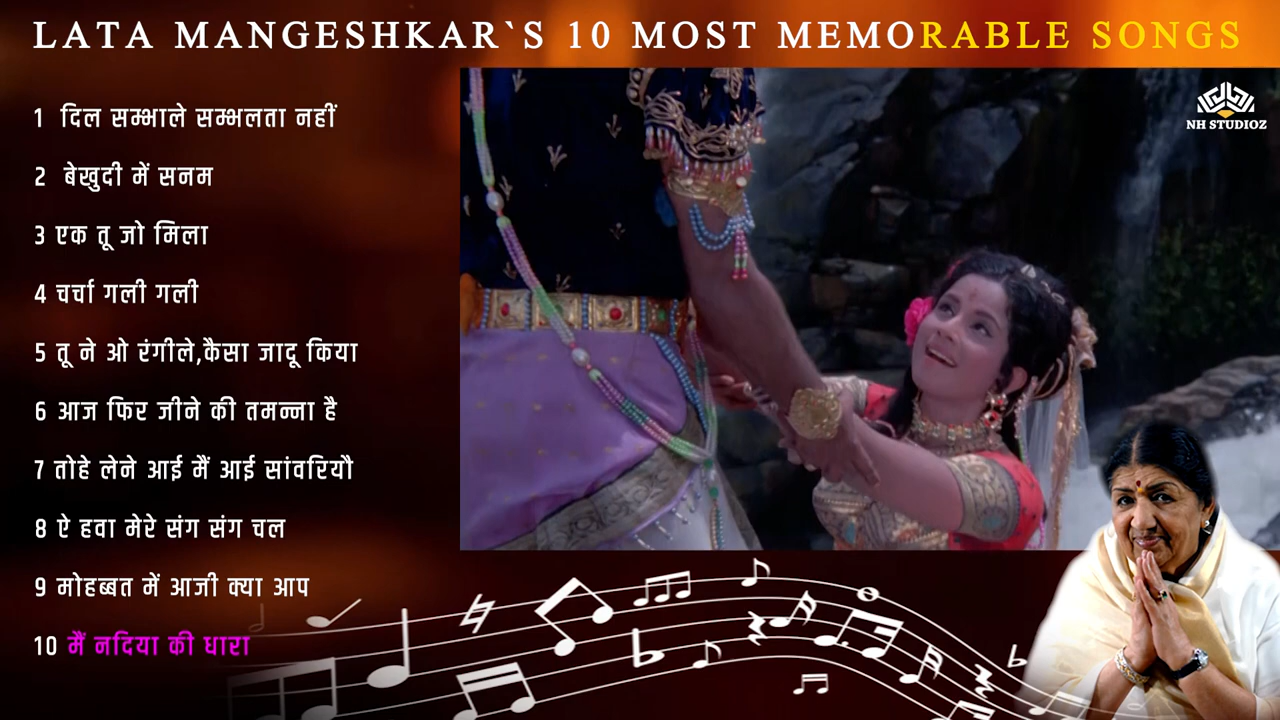 LATA MANGESHKAR`S 10 MOST MEMORABLE SONGS
NH STUDIOZ
1 दिल सम्भाले सम्भलता नहीं
2 बेखुदी में सनम
3 एक तू जो मिला
4 चर्चा गली गली
5 तू ने ओ रंगीले,कैसा जादू किया
6 आज फिर जीने की तमन्ना है
7 तोहे लेने आई मैं आई सांवरियौ
8 ऐ हवा मेरे संग संग चल
9 मोहब्बत में आजी क्या आप
10 मैं नदिया की धारा